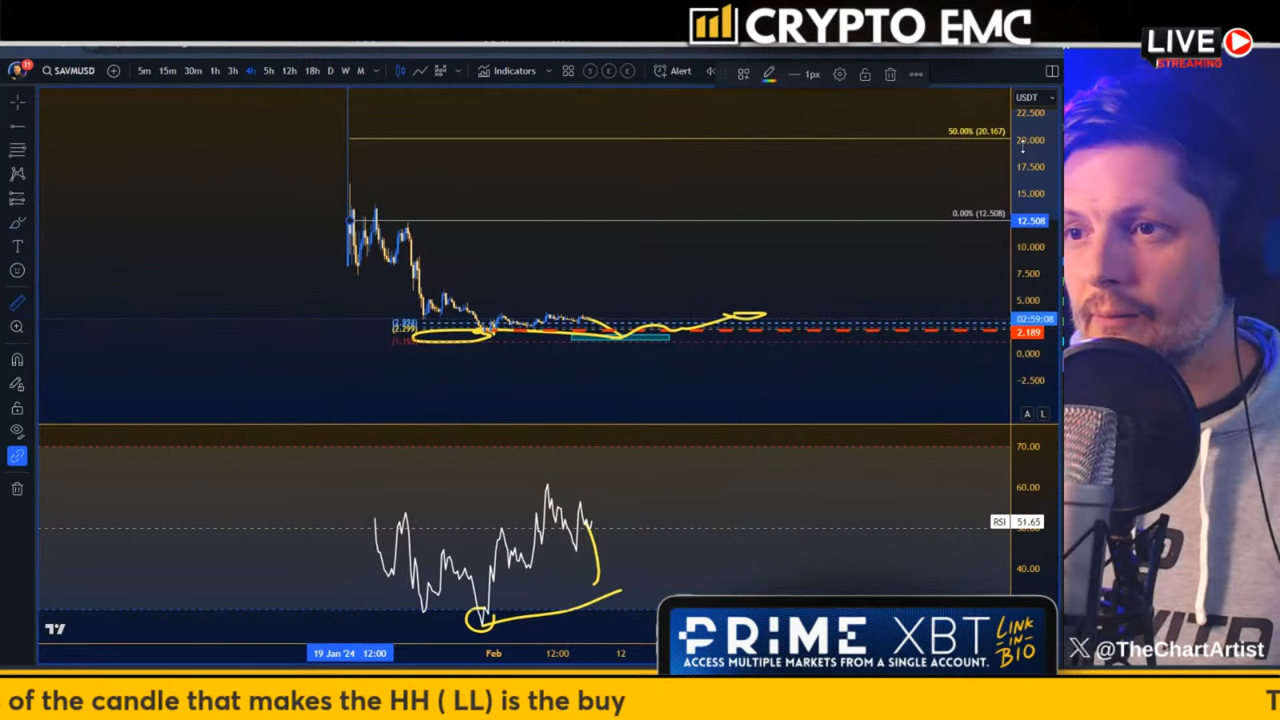 CRYPTO EMC
LIVE
STREAMING
SAVMUSD
5m 15m 30m 1h 3h 4h 5h 12h 18h D W M
Indicators
Alert
1px
USDT
22.500
50.00% (20.167)
20.000
17.500
15.000
0.00% (12.508)
12.508
10.000
7.500
5.000
02:59:08
2.189
0.000
−2.500
A L
70.00
60.00
RSI 51.65
40.00
19 Jan '24 12:00
Feb
12:00
12
PRIME XBT
LINK
IN
BIO
ACCESS MULTIPLE MARKETS FROM A SINGLE ACCOUNT.
@TheChartArtist
of the candle that makes the HH ( LL) is the buy